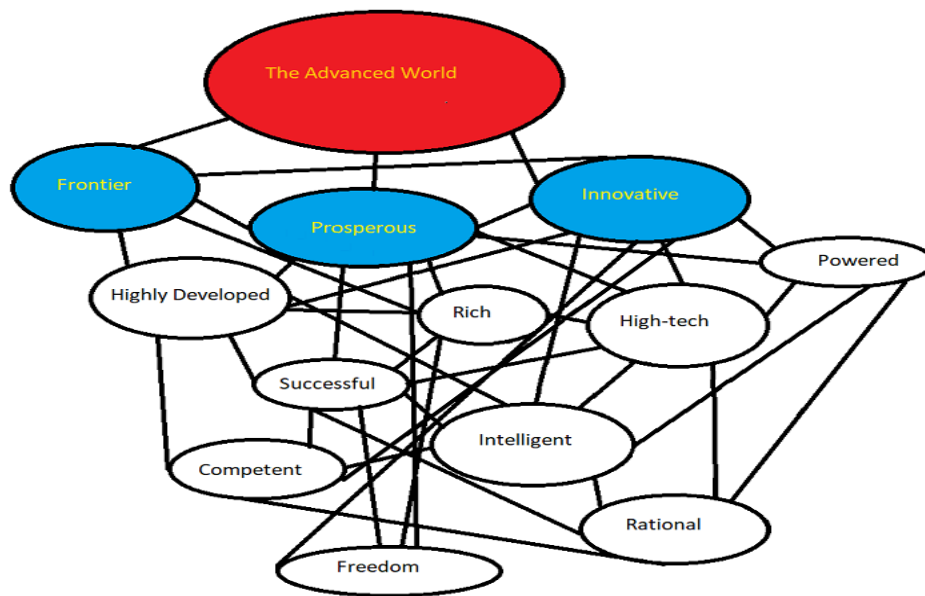 The Advanced World
Frontier
Innovative
Prosperous
Powered
Highly Developed
Rich
High-tech
Successful
Intelligent
Competent
Rational
Freedom